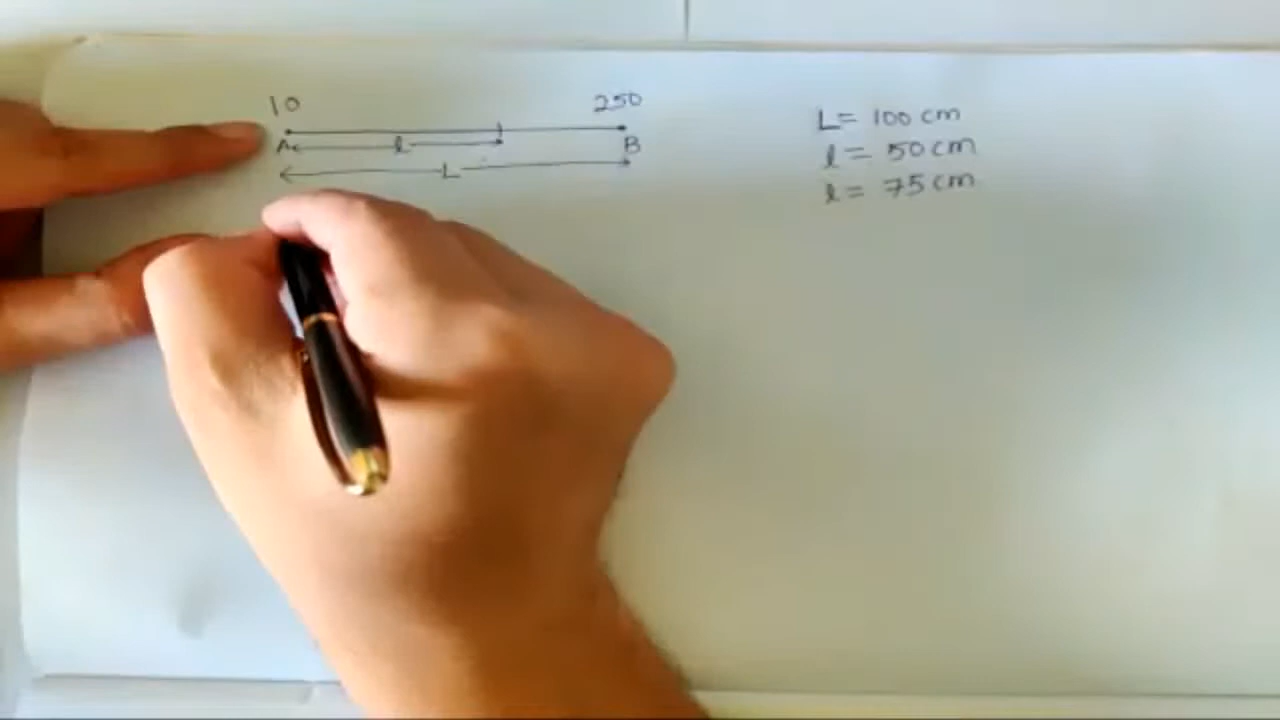 10 250
A l B
L
L = 100 cm
l = 50 cm
l = 75 cm